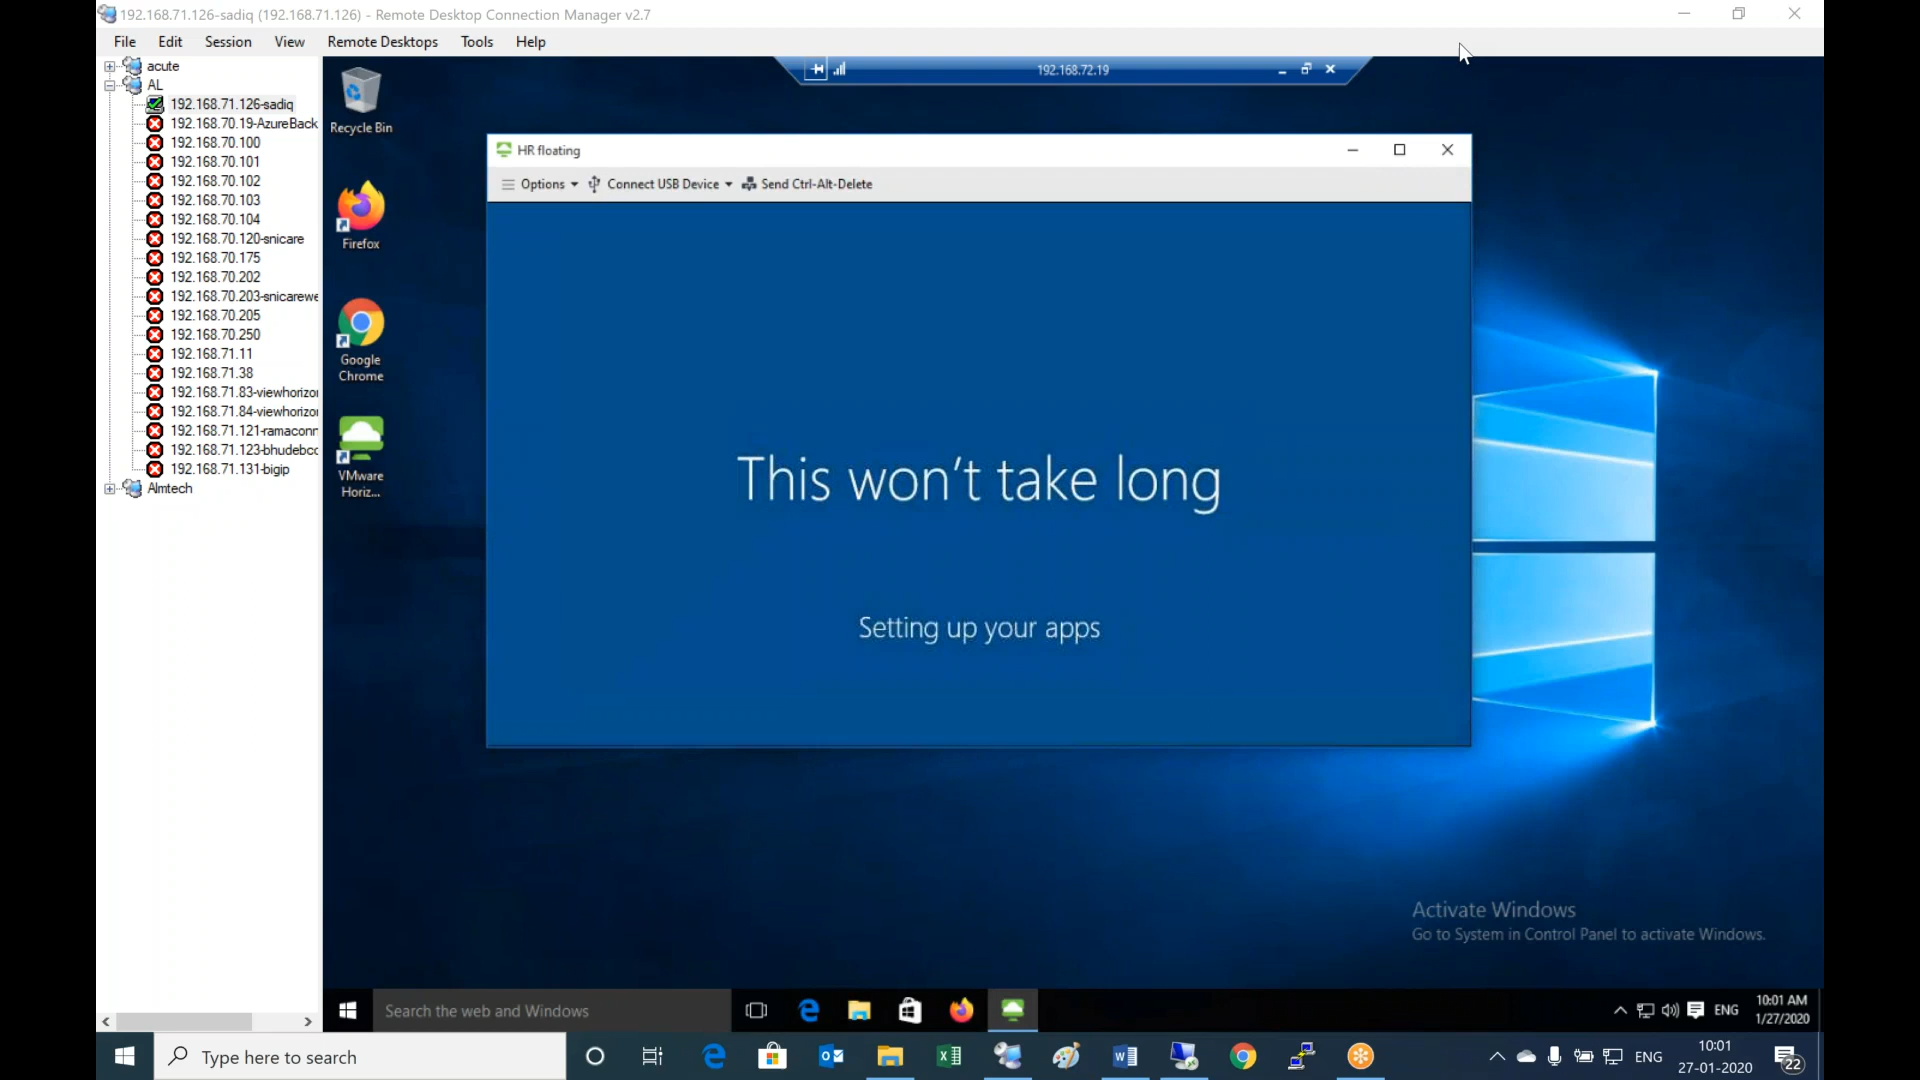 192.168.71.126-sadiq (192.168.71.126) - Remote Desktop Connection Manager v2.7
File Edit Session View Remote Desktops Tools Help
acute
AL
192.168.71.126-sadiq
192.168.70.19-AzureBack
192.168.70.100
192.168.70.101
192.168.70.102
192.168.70.103
192.168.70.104
192.168.70.120-snicare
192.168.70.175
192.168.70.202
192.168.70.203-snicarewe
192.168.70.205
192.168.70.250
192.168.71.11
192.168.71.38
192.168.71.83-viewhorizo
192.168.71.84-viewhorizo
192.168.71.121-ramaconn
192.168.71.123-bhudebc
192.168.71.131-bigip
Almtech
192.168.72.19
Recycle Bin
Firefox
Google
Chrome
VMware
Horiz...
HR floating
Options Connect USB Device Send Ctrl-Alt-Delete
This won't take long
Setting up your apps
Activate Windows
Go to System in Control Panel to activate Windows.
Search the web and Windows
ENG
10:01 AM
1/27/2020
Type here to search
ENG
10:01
27-01-2020
22